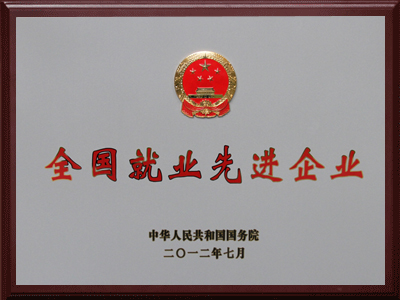 全国就业先进企业
中华人民共和国国务院
二〇一二年七月